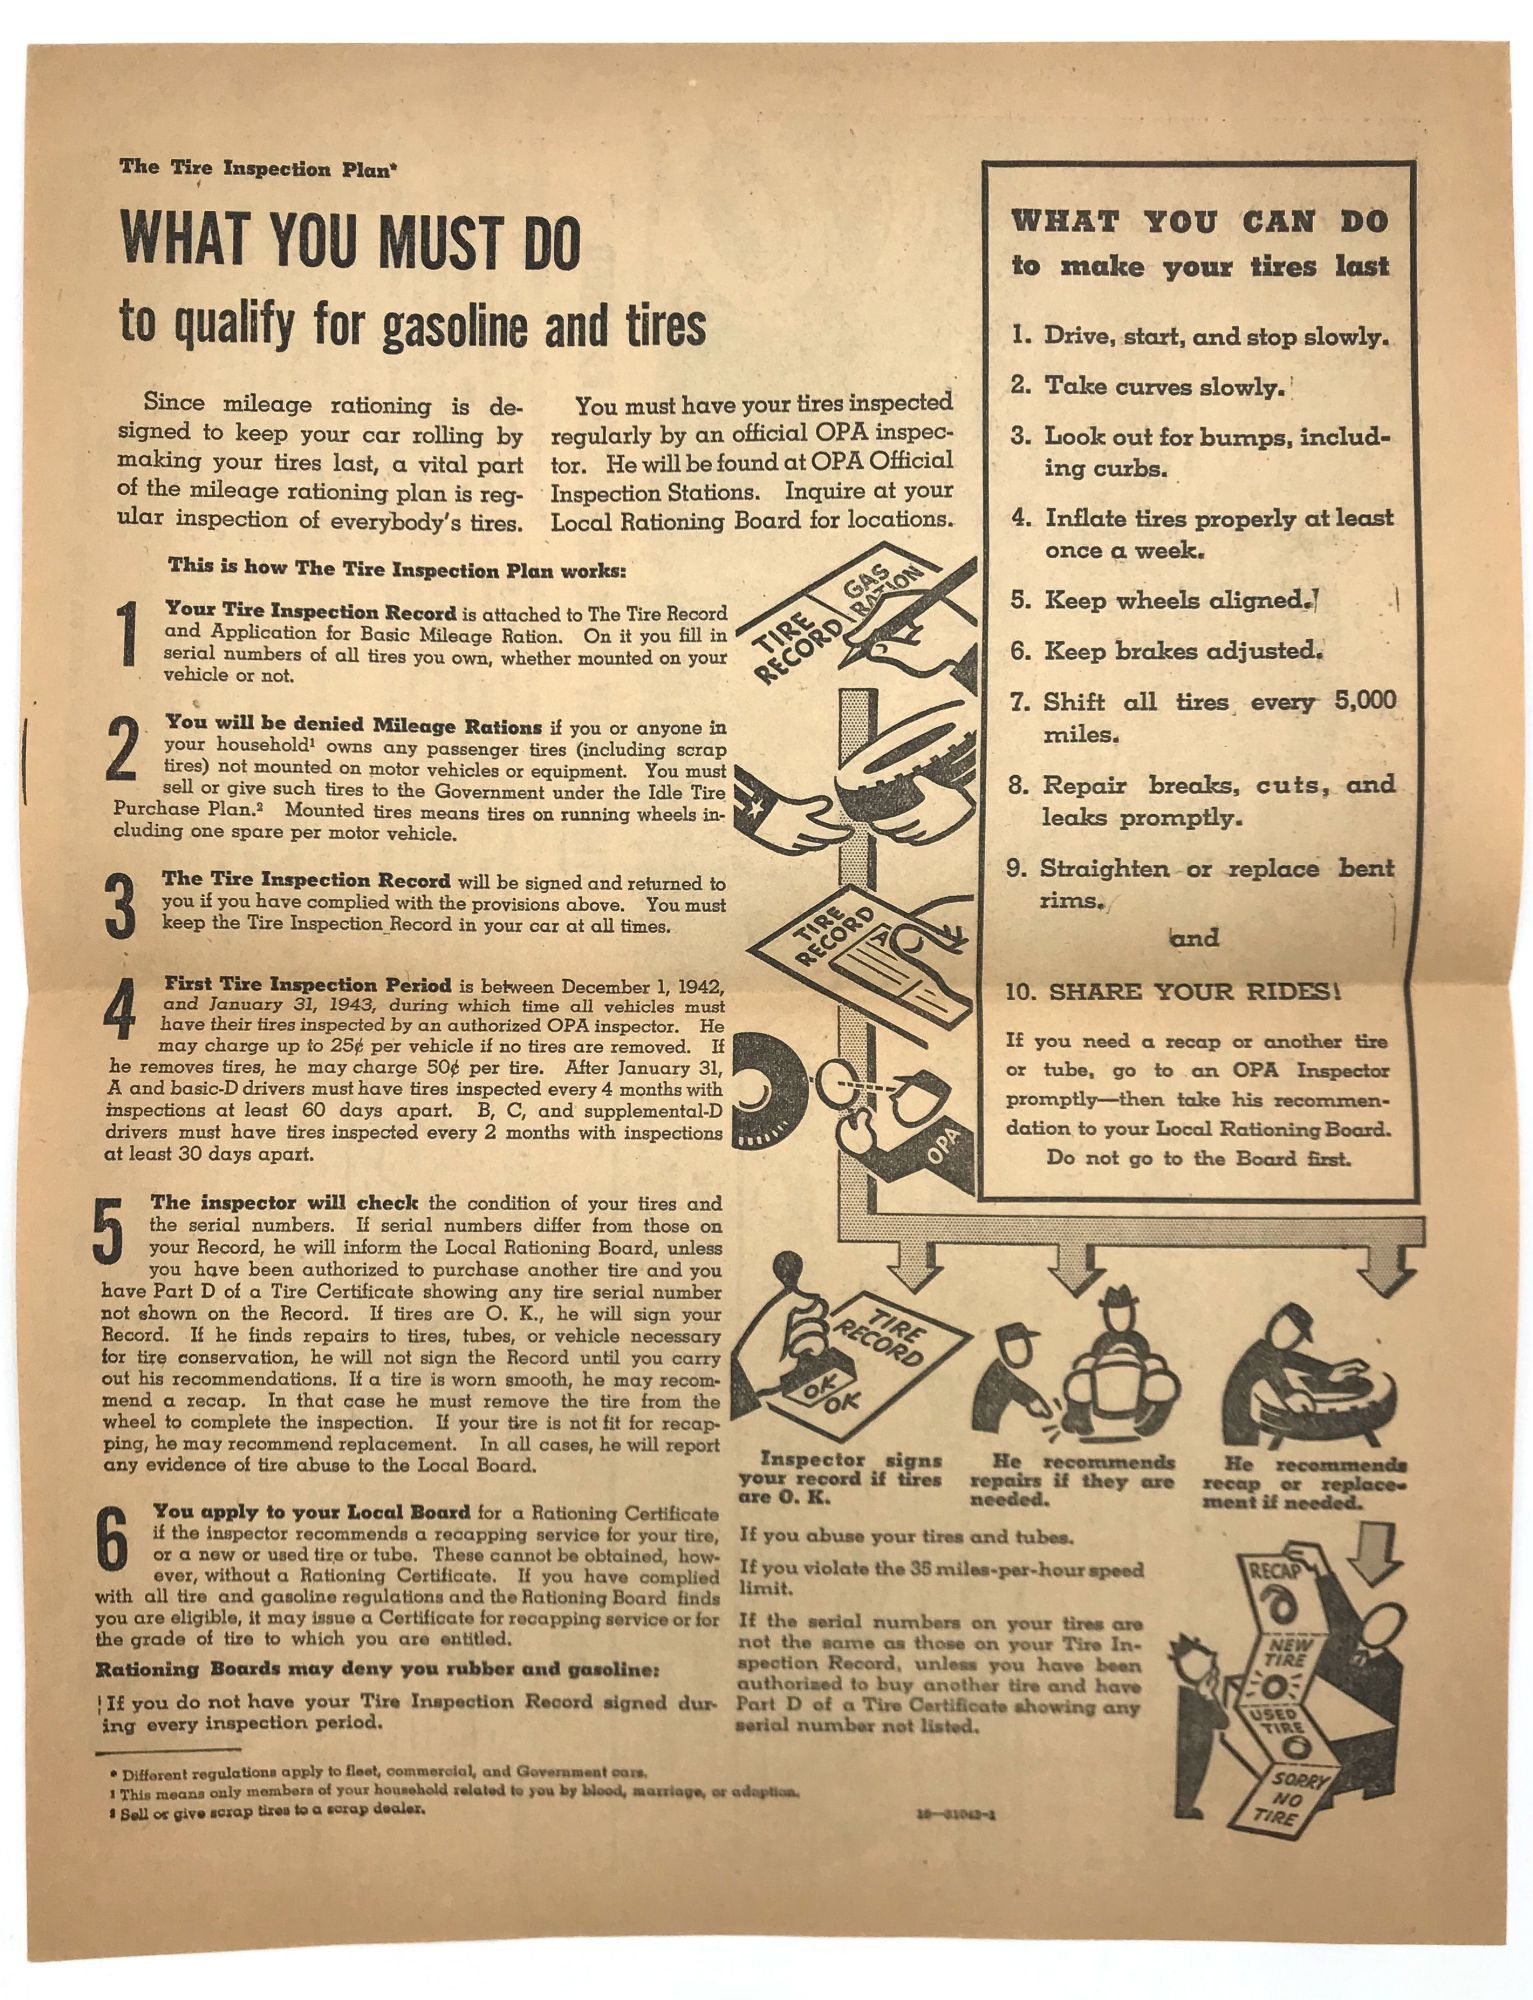 The Tire Inspection Plan*
WHAT YOU MUST DO
to qualify for gasoline and tires
Since mileage rationing is de-
signed to keep your car rolling by
making your tires last, a vital part
of the mileage rationing plan is reg-
ular inspection of everybody's tires.
You must have your tires inspected
regularly by an official OPA inspec-
tor. He will be found at OPA Official
Inspection Stations. Inquire at your
Local Rationing Board for locations.
This is how The Tire Inspection Plan works:
1 Your Tire Inspection Record is attached to The Tire Record
and Application for Basic Mileage Ration. On it you fill in
serial numbers of all tires you own, whether mounted on your
vehicle or not.
2 You will be denied Mileage Rations if you or anyone in
your household¹ owns any passenger tires (including scrap
tires) not mounted on motor vehicles or equipment. You must
sell or give such tires to the Government under the Idle Tire
Purchase Plan.² Mounted tires means tires on running wheels in-
cluding one spare per motor vehicle.
3 The Tire Inspection Record will be signed and returned to
you if you have complied with the provisions above. You must
keep the Tire Inspection Record in your car at all times.
4 First Tire Inspection Period is between December 1, 1942,
and January 31, 1943, during which time all vehicles must
have their tires inspected by an authorized OPA inspector. He
may charge up to 25¢ per vehicle if no tires are removed. If
he removes tires, he may charge 50¢ per tire. After January 31,
A and basic-D drivers must have tires inspected every 4 months with
inspections at least 60 days apart. B, C, and supplemental-D
drivers must have tires inspected every 2 months with inspections
at least 30 days apart.
5 The inspector will check the condition of your tires and
the serial numbers. If serial numbers differ from those on
your Record, he will inform the Local Rationing Board, unless
you have been authorized to purchase another tire and you
have Part D of a Tire Certificate showing any tire serial number
not shown on the Record. If tires are O. K., he will sign your
Record. If he finds repairs to tires, tubes, or vehicle necessary
for tire conservation, he will not sign the Record until you carry
out his recommendations. If a tire is worn smooth, he may recom-
mend a recap. In that case he must remove the tire from the
wheel to complete the inspection. If your tire is not fit for recap-
ping, he may recommend replacement. In all cases, he will report
any evidence of tire abuse to the Local Board.
6 You apply to your Local Board for a Rationing Certificate
if the inspector recommends a recapping service for your tire,
or a new or used tire or tube. These cannot be obtained, how-
ever, without a Rationing Certificate. If you have complied
with all tire and gasoline regulations and the Rationing Board finds
you are eligible, it may issue a Certificate for recapping service or for
the grade of tire to which you are entitled.
Rationing Boards may deny you rubber and gasoline:
If you do not have your Tire Inspection Record signed dur-
ing every inspection period.
If you abuse your tires and tubes.
If you violate the 35 miles-per-hour speed
limit.
If the serial numbers on your tires are
not the same as those on your Tire In-
spection Record, unless you have been
authorized to buy another tire and have
Part D of a Tire Certificate showing any
serial number not listed.
* Different regulations apply to fleet, commercial, and Government cars.
¹ This means only members of your household related to you by blood, marriage, or adoption.
² Sell or give scrap tires to a scrap dealer.
16—31042-1
TIRE
RECORD
GAS
RATION
TIRE
RECORD
A
OPA
TIRE
RECORD
OK
OK
Inspector signs
your record if tires
are O. K.
He recommends
repairs if they are
needed.
He recommends
recap or replace-
ment if needed.
RECAP
NEW
TIRE
USED
TIRE
SORRY
NO
TIRE
WHAT YOU CAN DO
to make your tires last
1. Drive, start, and stop slowly.
2. Take curves slowly.
3. Look out for bumps, includ-
ing curbs.
4. Inflate tires properly at least
once a week.
5. Keep wheels aligned.
6. Keep brakes adjusted.
7. Shift all tires every 5,000
miles.
8. Repair breaks, cuts, and
leaks promptly.
9. Straighten or replace bent
rims.
and
10. SHARE YOUR RIDES!
If you need a recap or another tire
or tube, go to an OPA Inspector
promptly—then take his recommen-
dation to your Local Rationing Board.
Do not go to the Board first.